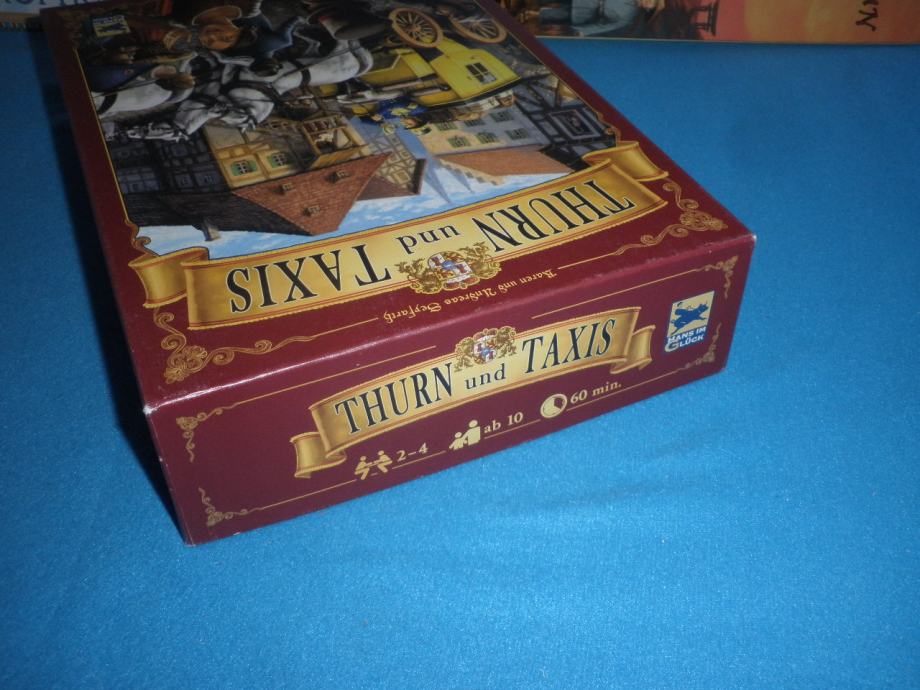 THURN und TAXIS
Karen und Andreas Seyfarth
THURN und TAXIS
2-4
ab 10
60 min.
HANS IM
GLÜCK